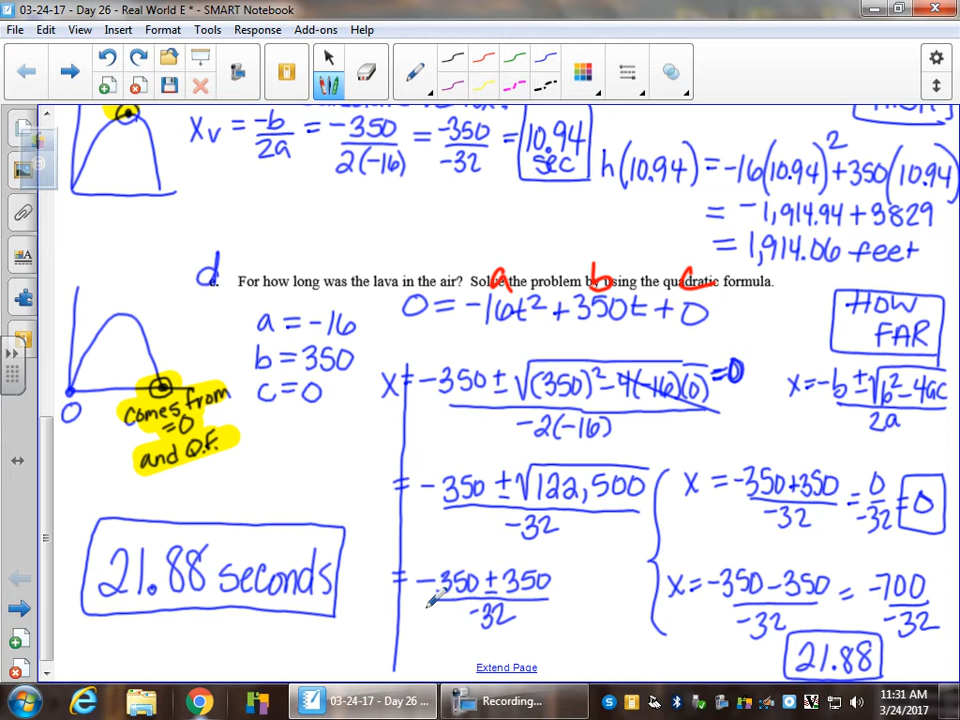 03-24-17 - Day 26 - Real World E * - SMART Notebook
File Edit View Insert Format Tools Response Add-ons Help
x_v = -b/2a = -350/2(-16) = -350/-32 = 10.94 sec
h(10.94) = -16(10.94)² + 350(10.94)
= -1,914.94 + 3829
= 1,914.06 feet
d. For how long was the lava in the air? Solve the problem by using the quadratic formula.
a b c
0 = -16t² + 350t + 0
HOW
FAR
a = -16
b = 350
c = 0
0
comes from
=0
and Q.F.
x = -350 ± √(350)² - 4(-16)(0) = 0
-2(-16)
x = -b ± √b² - 4ac
2a
= -350 ± √122,500
-32
x = -350+350/-32 = 0/-32 = 0
21.88 seconds
= -350 ± 350
-32
x = -350 - 350/-32 = -700/-32
21.88
Extend Page
03-24-17 - Day 26 ...
Recording...
11:31 AM
3/24/2017